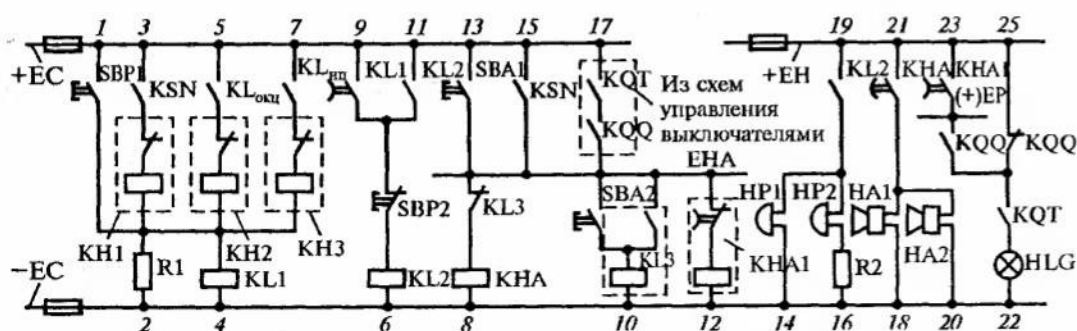 1 3 5 7 9 11 13 15 17 19 21 23 25
+EC SBP1 KSN KLокц KLнц KL1 KL2 SBA1 KSN KQT Из схем +EH KL2 KHA KHA1
управления (+)EP
KQQ выключателями KQQ KQQ
EHA
SBP2 KL3 SBA2 HP1 HP2 HA1 KQT
KH1 KH2 KH3 KL3 KHA1 HA2
−EC R1 KL1 KL2 KHA R2 HLG
2 4 6 8 10 12 14 16 18 20 22